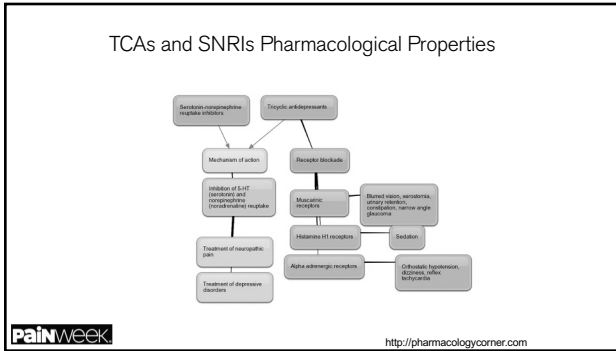 TCAs and SNRIs Pharmacological Properties
Serotonin-norepinephrine
reuptake inhibitors
Tricyclic antidepressants
Mechanism of action
Receptor blockade
Inhibition of 5-HT
(serotonin) and
norepinephrine
(noradrenaline) reuptake
Muscarinic
receptors
Blurred vision, xerostomia,
urinary retention,
constipation, narrow angle
glaucoma
Histamine H1 receptors
Sedation
Treatment of neuropathic
pain
Alpha adrenergic receptors
Orthostatic hypotension,
dizziness, reflex
tachycardia
Treatment of depressive
disorders
PAINWEEK.
http://pharmacologycorner.com